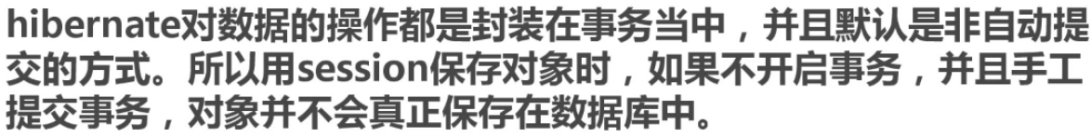 hibernate对数据的操作都是封装在事务当中，并且默认是非自动提
交的方式。所以用session保存对象时，如果不开启事务，并且手工
提交事务，对象并不会真正保存在数据库中。